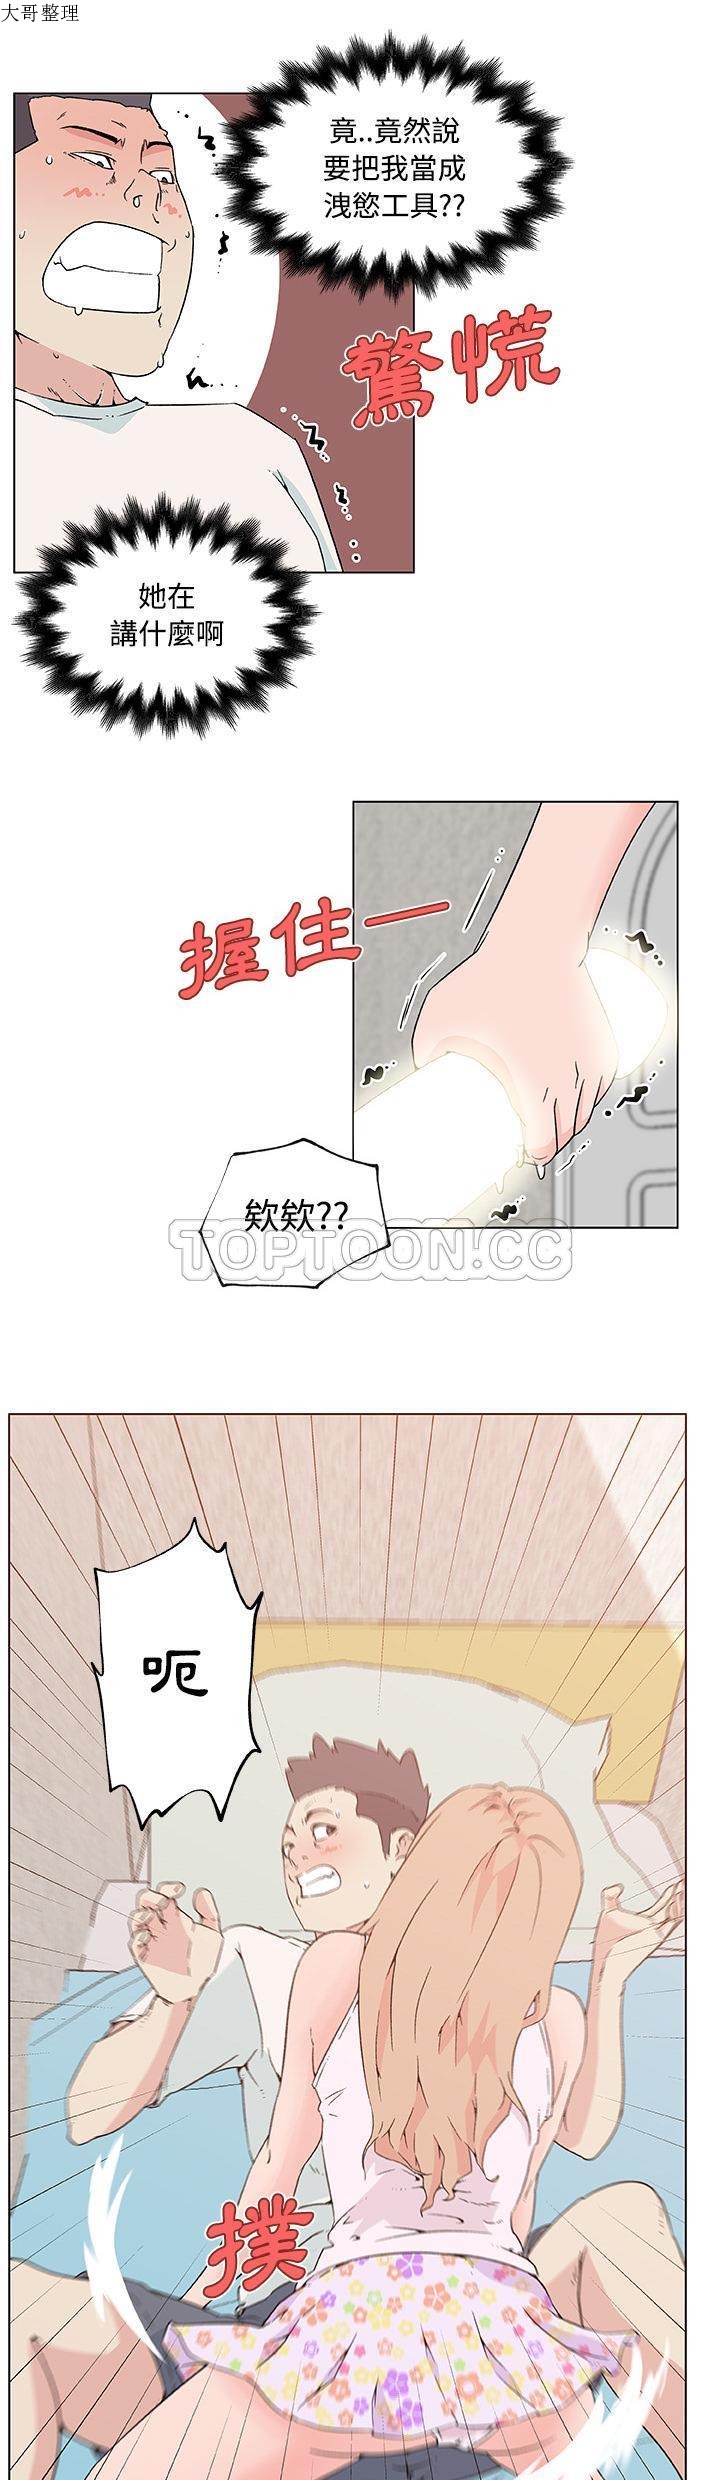 大哥整理
竟..竟然說
要把我當成
洩慾工具??
驚慌
她在
講什麼啊
握住一
欸欸??
TOPTOON.CC
呃
撲